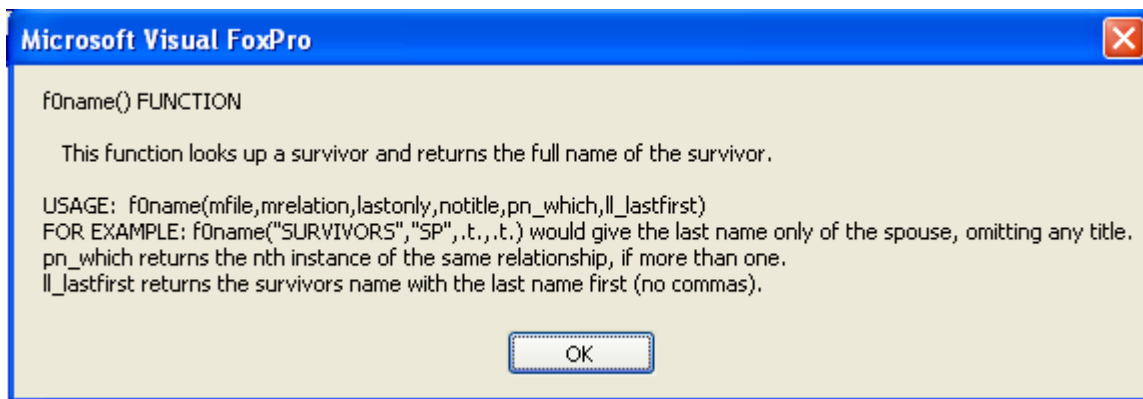 Microsoft Visual FoxPro
f0name() FUNCTION
This function looks up a survivor and returns the full name of the survivor.
USAGE: f0name(mfile,mrelation,lastonly,notitle,pn_which,ll_lastfirst)
FOR EXAMPLE: f0name("SURVIVORS","SP",.t.,.t.) would give the last name only of the spouse, omitting any title.
pn_which returns the nth instance of the same relationship, if more than one.
ll_lastfirst returns the survivors name with the last name first (no commas).
OK